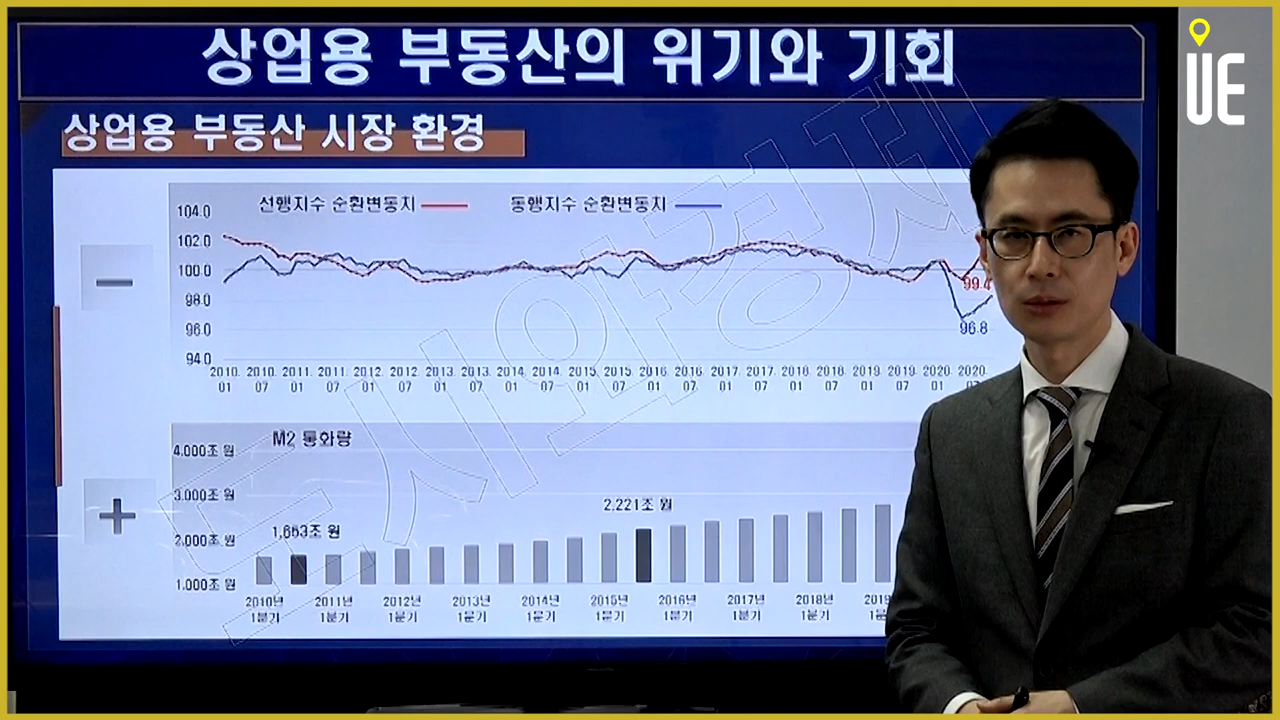 상업용 부동산의 위기와 기회
UE
상업용 부동산 시장 환경
선행지수 순환변동치 동행지수 순환변동치
104.0
102.0
100.0
98.0
96.0
94.0
99.4
96.8
2010. 2010. 2011. 2011. 2012. 2012. 2013. 2013. 2014. 2014. 2015. 2015. 2016. 2016. 2017. 2017. 2018. 2018. 2019. 2019. 2020. 2020.
01 07 01 07 01 07 01 07 01 07 01 07 01 07 01 07 01 07 01 07 01
M2 통화량
4,000조 원
3,000조 원
2,000조 원
1,000조 원
1,663조 원
2,221조 원
2010년 2011년 2012년 2013년 2014년 2015년 2016년 2017년 2018년 2019
1분기 1분기 1분기 1분기 1분기 1분기 1분기 1분기 1분기
도시와경제